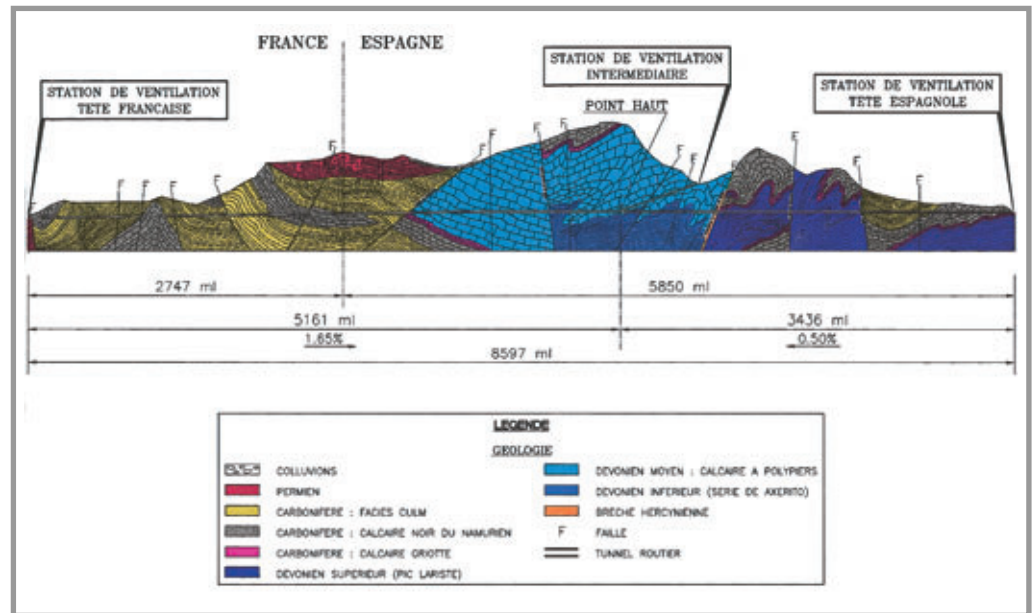 FRANCE ESPAGNE
STATION DE VENTILATION
TETE FRANCAISE
STATION DE VENTILATION
INTERMEDIAIRE
POINT HAUT
STATION DE VENTILATION
TETE ESPAGNOLE
F F F F F F F F F F F F F F F
2747 ml 5850 ml
5161 ml 3436 ml
1.65% 0.50%
8597 ml
LEGENDE
GEOLOGIE
COLLUVIONS
PERMIEN
CARBONIFERE : FACIES CULM
CARBONIFERE : CALCAIRE NOIR DU NAMURIEN
CARBONIFERE : CALCAIRE GRIOTTE
DEVONIEN SUPERIEUR (PIC LARISTE)
DEVONIEN MOYEN : CALCAIRE A POLYPIERS
DEVONIEN INFERIEUR (SERIE DE AXERITO)
BRECHE HERCYNIENNE
F FAILLE
TUNNEL ROUTIER